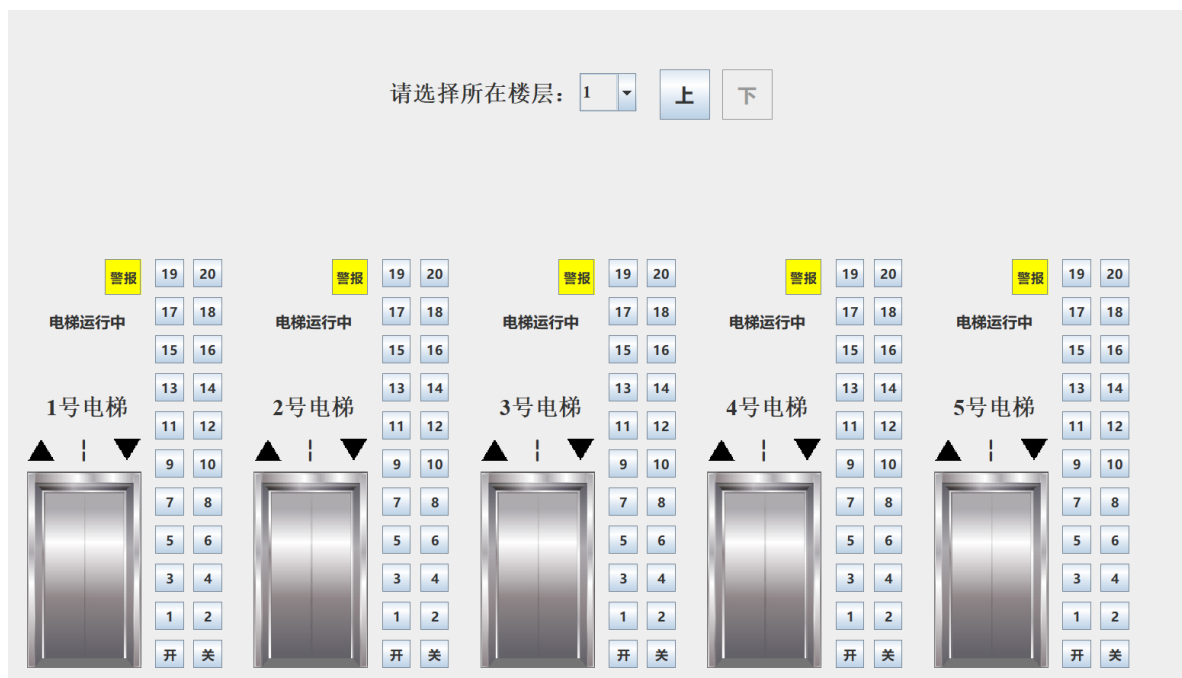 请选择所在楼层： 1 上 下
警报 19 20 警报 19 20 警报 19 20 警报 19 20 警报 19 20
电梯运行中 17 18 电梯运行中 17 18 电梯运行中 17 18 电梯运行中 17 18 电梯运行中 17 18
15 16 15 16 15 16 15 16 15 16
1号电梯 13 14 2号电梯 13 14 3号电梯 13 14 4号电梯 13 14 5号电梯 13 14
11 12 11 12 11 12 11 12 11 12
9 10 9 10 9 10 9 10 9 10
7 8 7 8 7 8 7 8 7 8
5 6 5 6 5 6 5 6 5 6
3 4 3 4 3 4 3 4 3 4
1 2 1 2 1 2 1 2 1 2
开 关 开 关 开 关 开 关 开 关